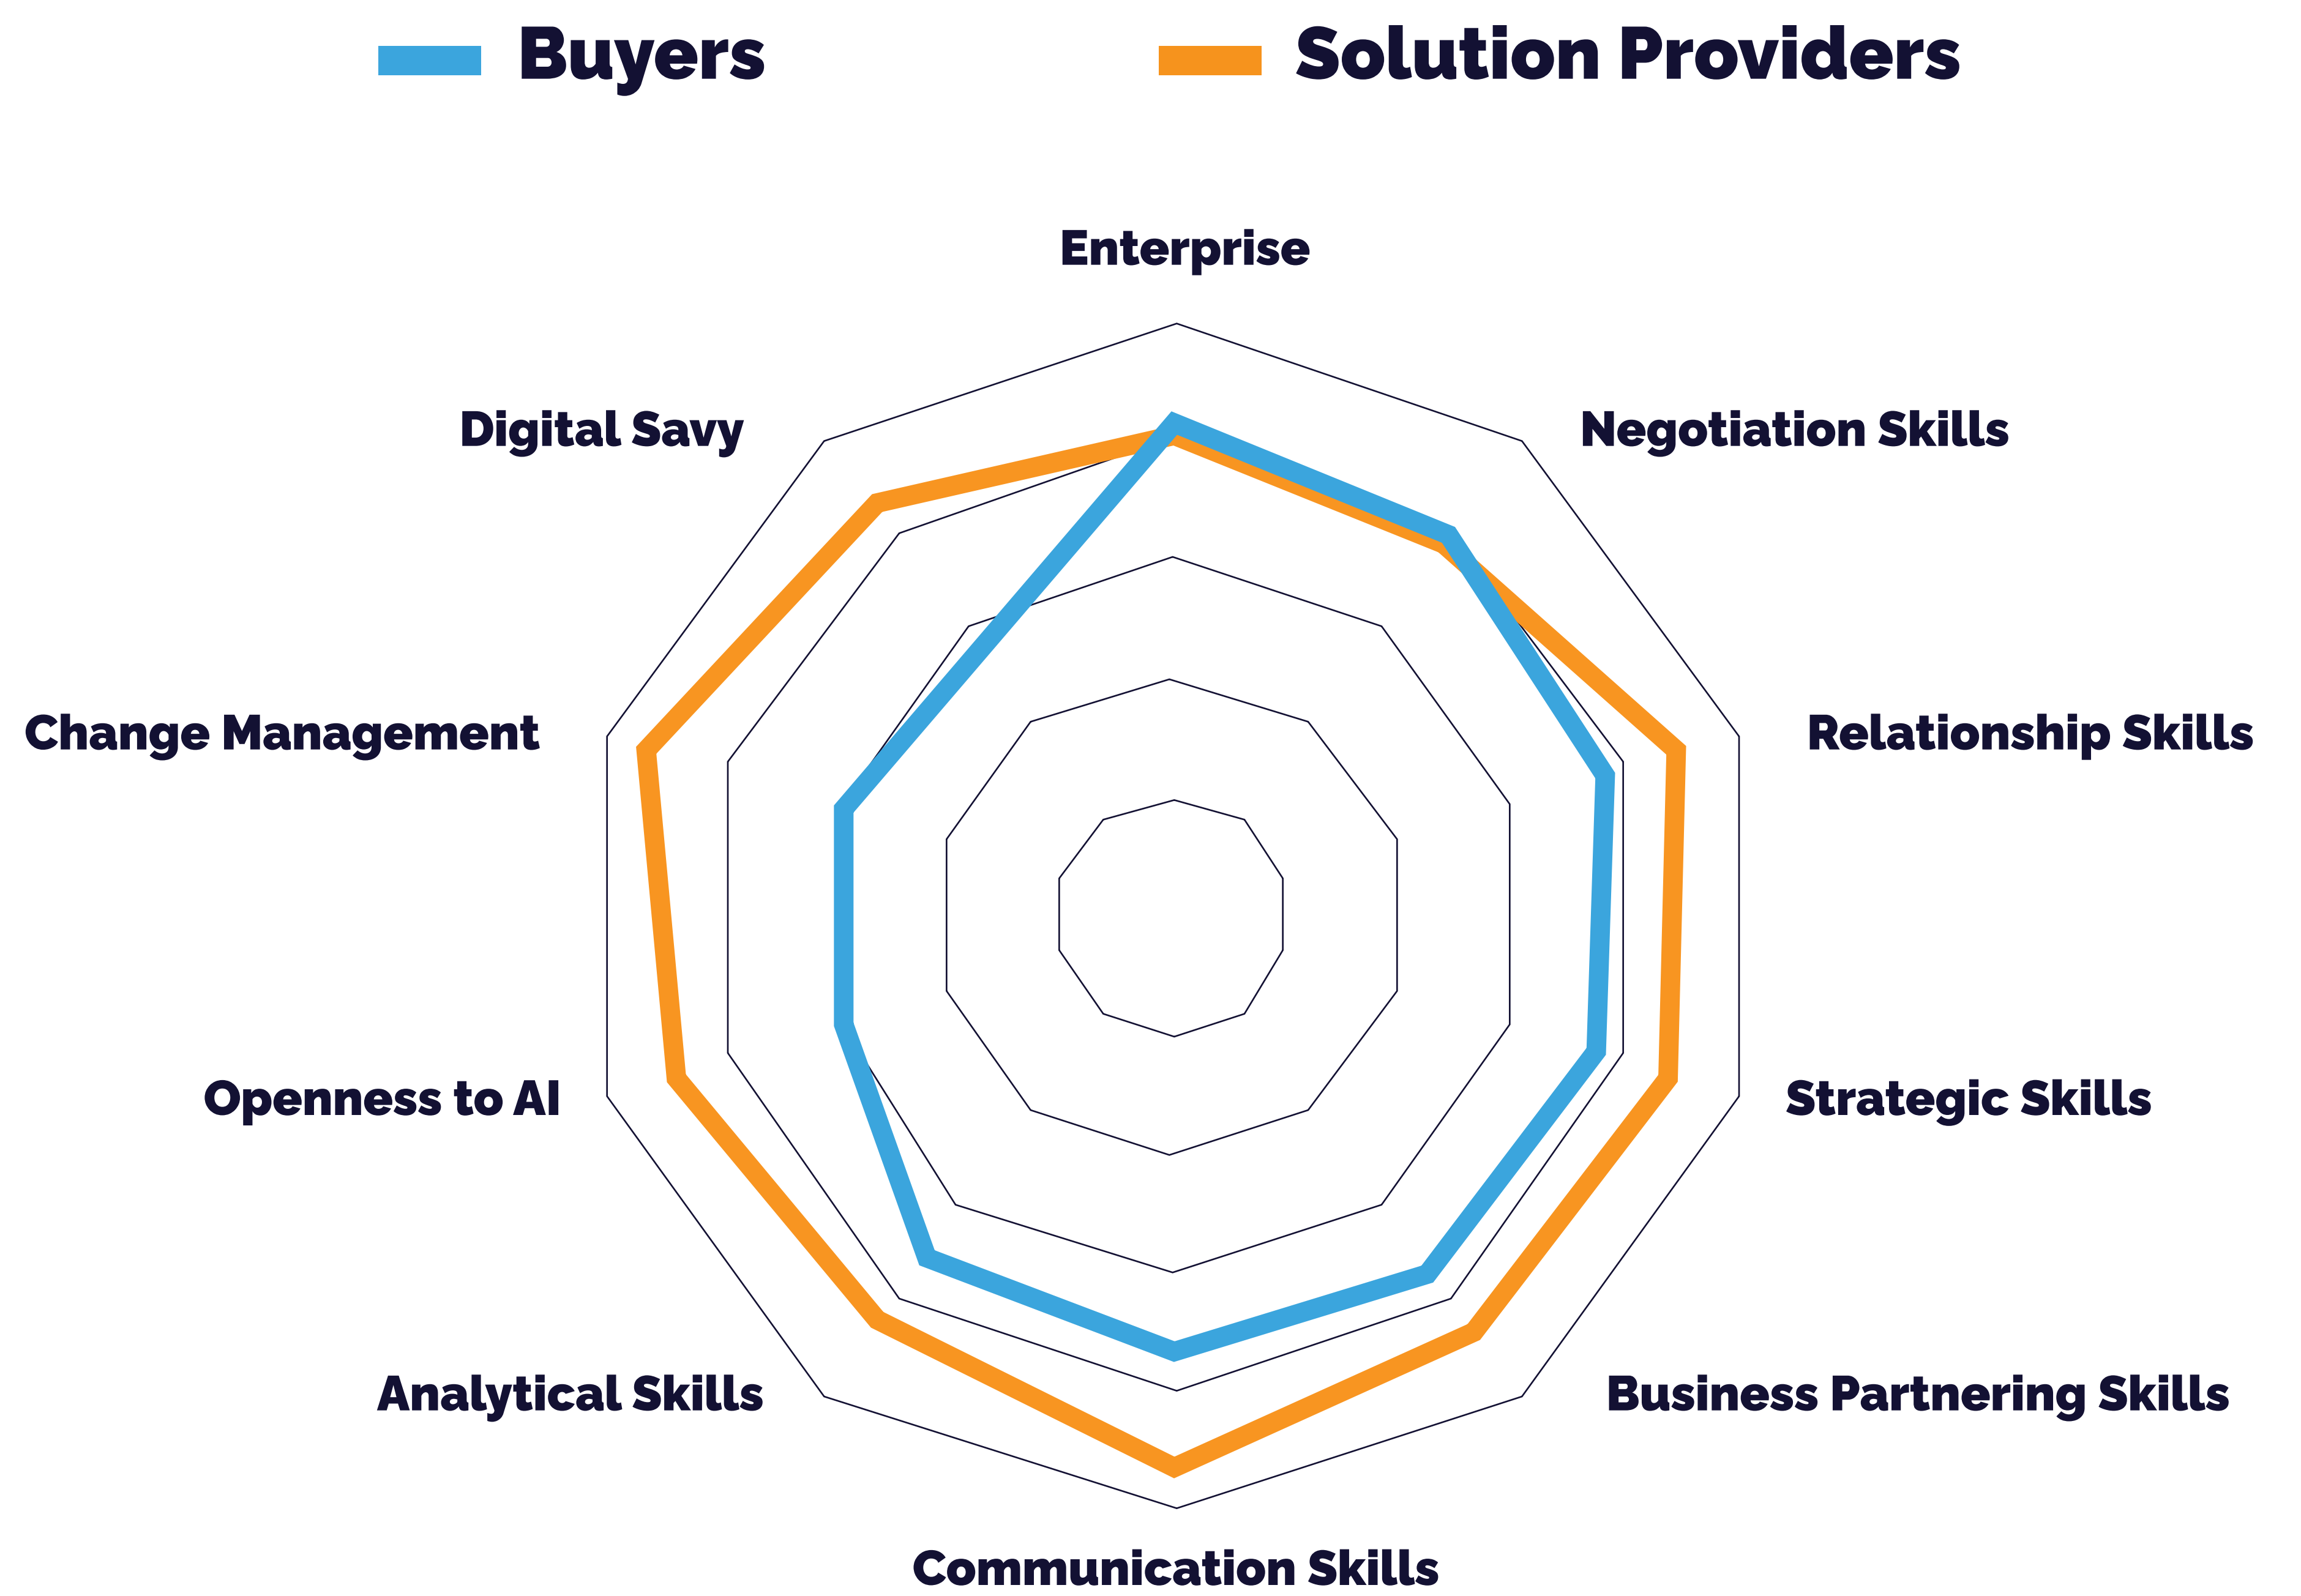 Buyers
Solution Providers
Enterprise
Digital Savvy
Negotiation Skills
Change Management
Relationship Skills
Openness to AI
Strategic Skills
Analytical Skills
Business Partnering Skills
Communication Skills